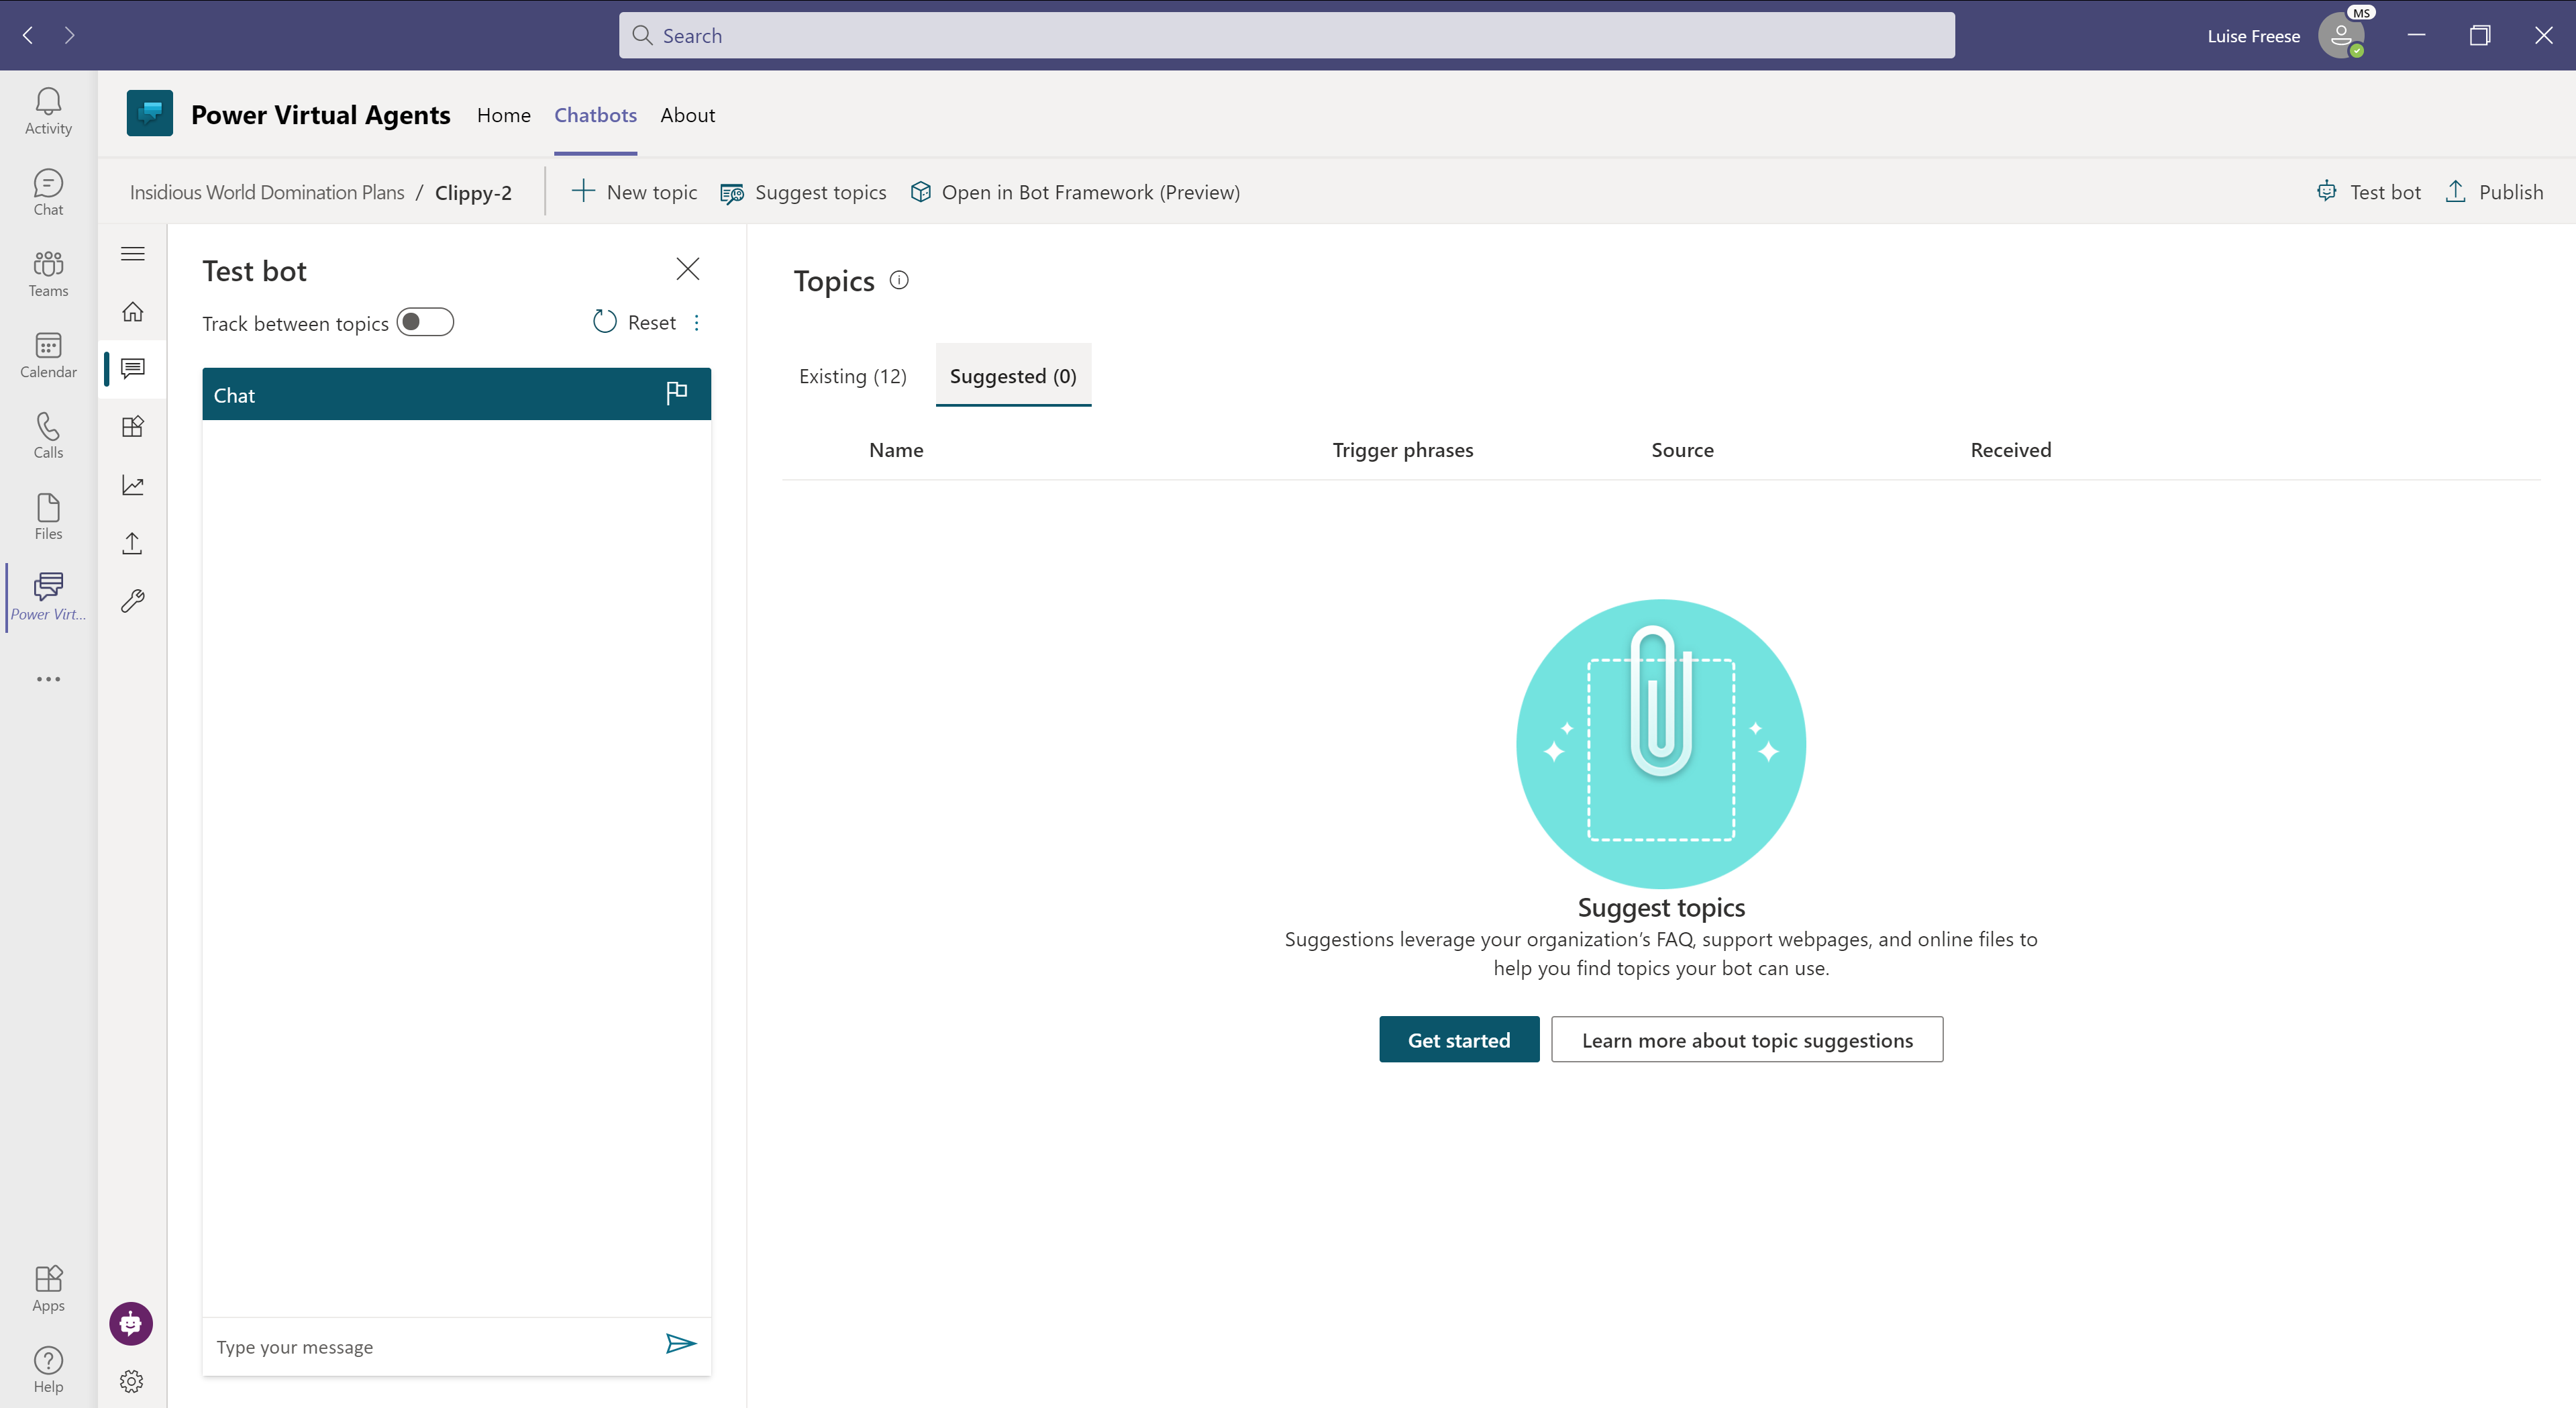 Search
Luise Freese
MS
Activity
Chat
Teams
Calendar
Calls
Files
Power Virt...
Apps
Help
Power Virtual Agents
Home
Chatbots
About
Insidious World Domination Plans / Clippy-2
New topic
Suggest topics
Open in Bot Framework (Preview)
Test bot
Publish
Test bot
Track between topics
Reset
Chat
Type your message
Topics
Existing (12)
Suggested (0)
Name
Trigger phrases
Source
Received
Suggest topics
Suggestions leverage your organization’s FAQ, support webpages, and online files to
help you find topics your bot can use.
Get started
Learn more about topic suggestions